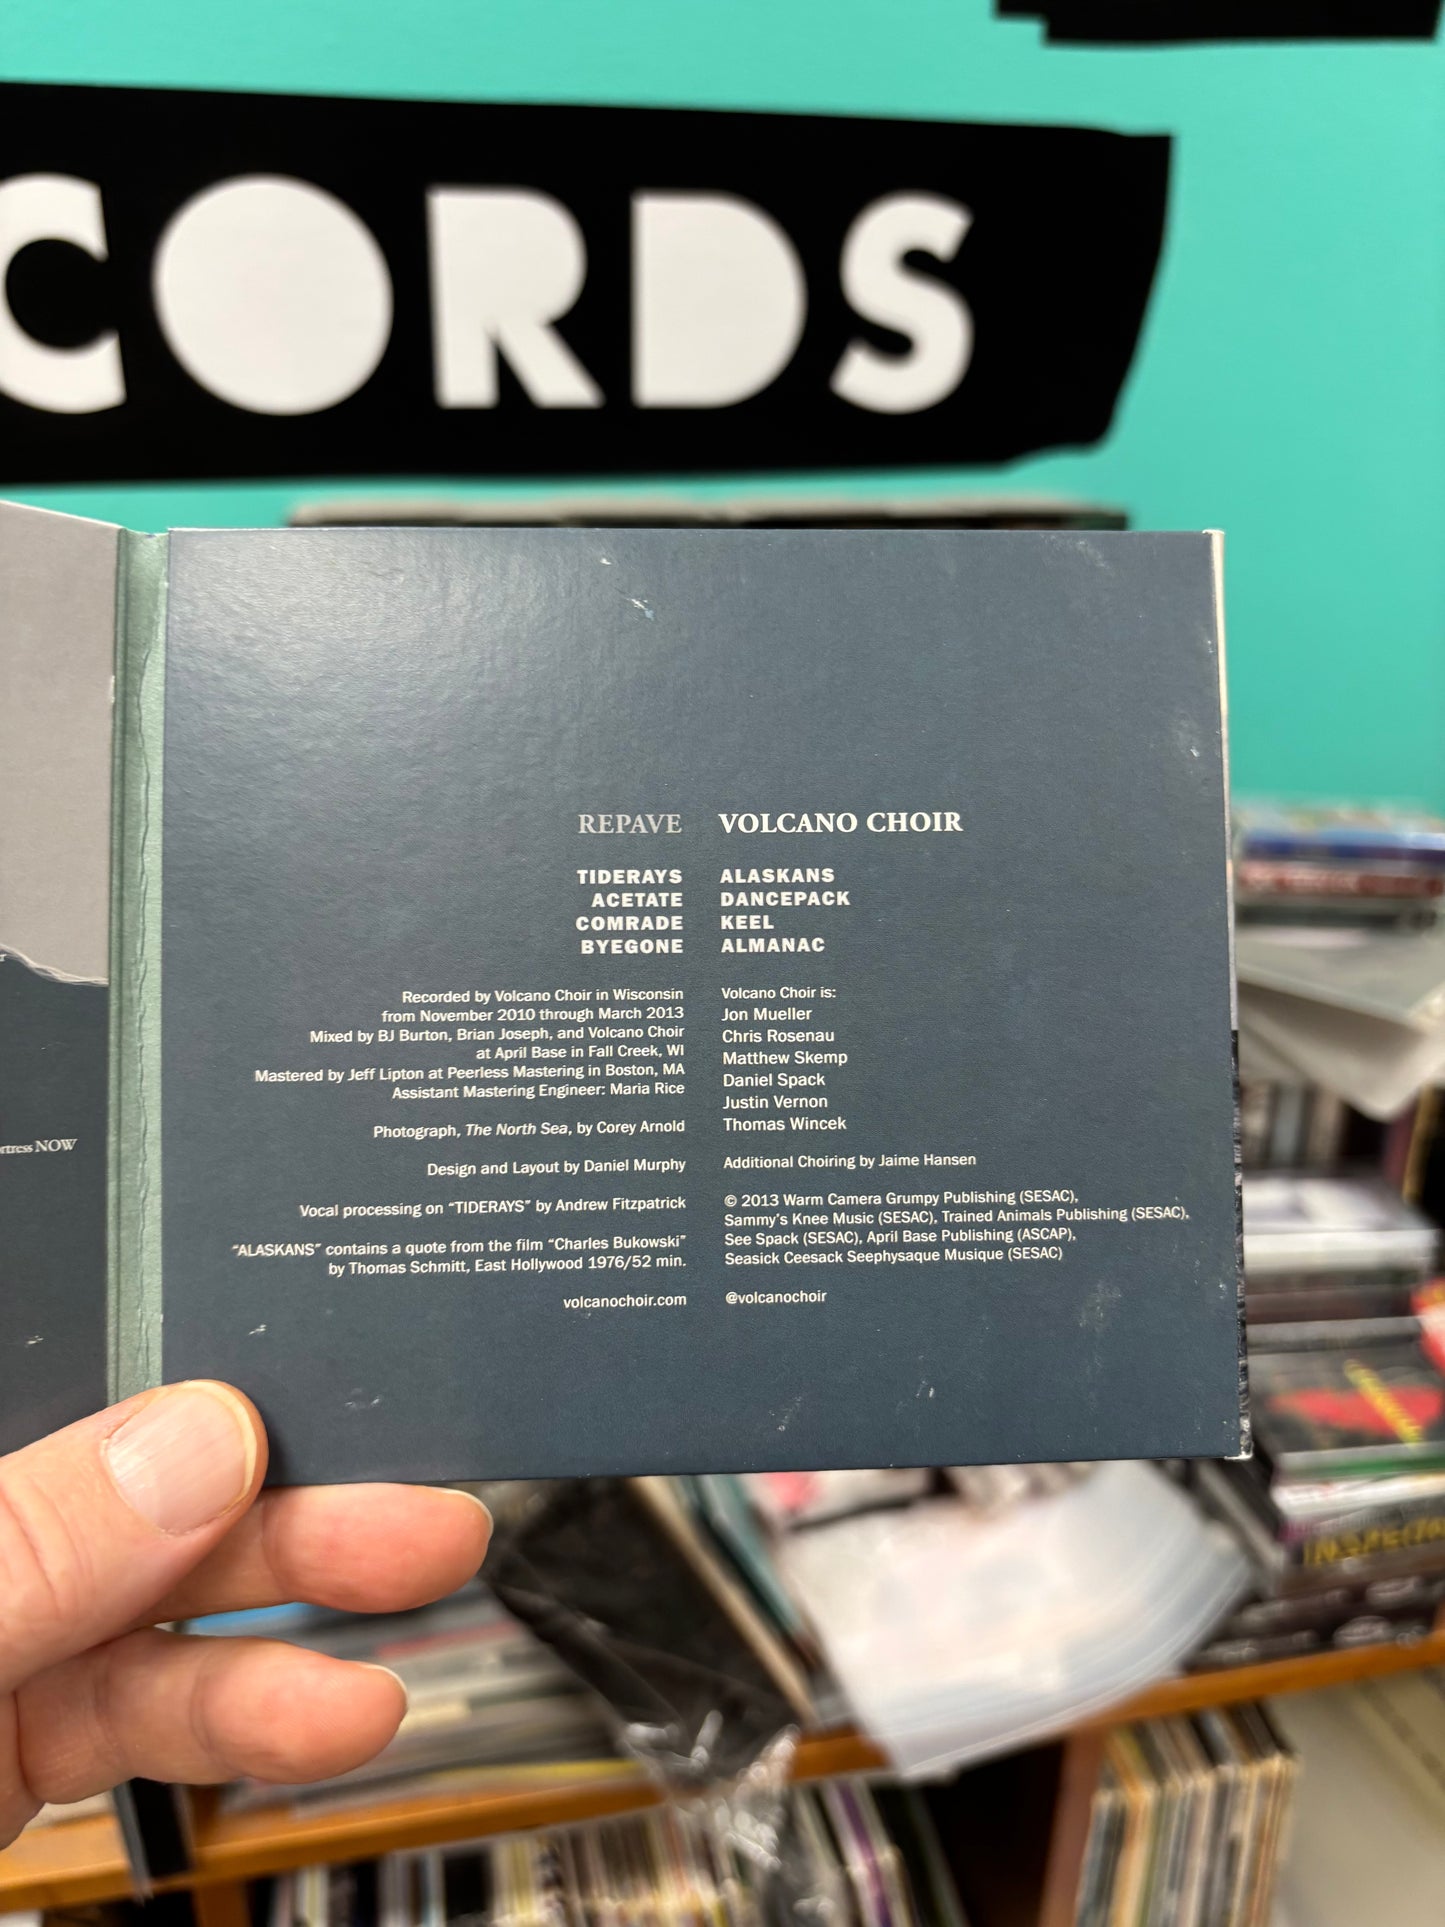 CORDS
REPAVE
TIDERAYS
ACETATE
COMRADE
BYEGONE
Recorded by Volcano Choir in Wisconsin
from November 2010 through March 2013
Mixed by BJ Burton, Brian Joseph, and Volcano Choir
at April Base in Fall Creek, WI
Mastered by Jeff Lipton at Peerless Mastering in Boston, MA
Assistant Mastering Engineer: Maria Rice
Photograph, The North Sea, by Corey Arnold
Design and Layout by Daniel Murphy
Vocal processing on “TIDERAYS” by Andrew Fitzpatrick
“ALASKANS” contains a quote from the film “Charles Bukowski”
by Thomas Schmitt, East Hollywood 1976/52 min.
volcanochoir.com
VOLCANO CHOIR
ALASKANS
DANCEPACK
KEEL
ALMANAC
Volcano Choir is:
Jon Mueller
Chris Rosenau
Matthew Skemp
Daniel Spack
Justin Vernon
Thomas Wincek
Additional Choiring by Jaime Hansen
© 2013 Warm Camera Grumpy Publishing (SESAC),
Sammy’s Knee Music (SESAC), Trained Animals Publishing (SESAC),
See Spack (SESAC), April Base Publishing (ASCAP),
Seasick Ceesack Seephysaque Musique (SESAC)
@volcanochoir
NOW